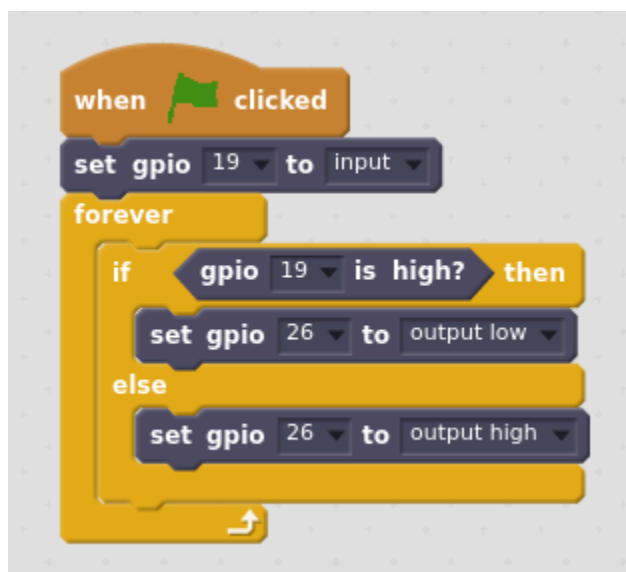 when clicked
set gpio 19 to input
forever
if gpio 19 is high? then
set gpio 26 to output low
else
set gpio 26 to output high